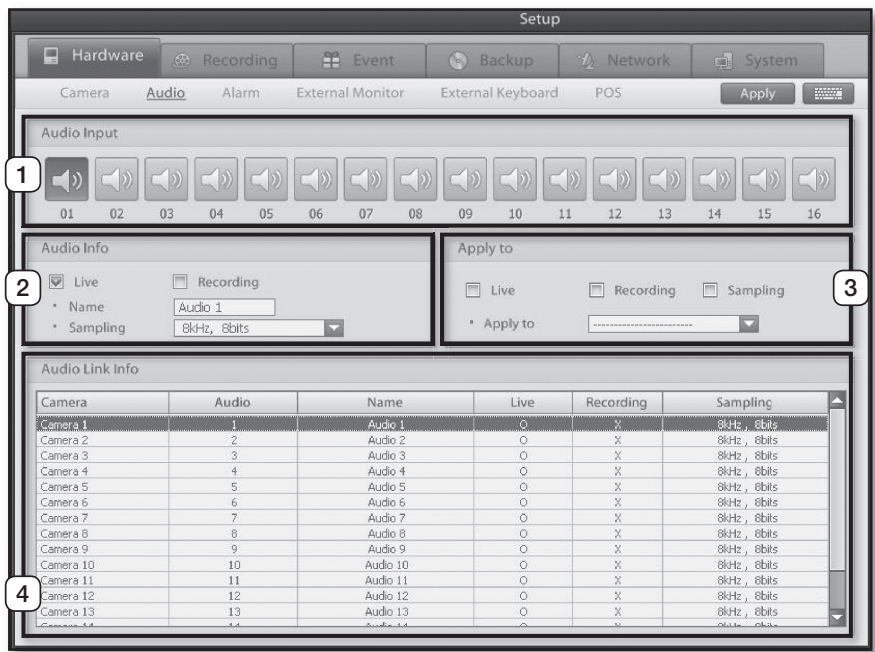 Setup
Hardware Recording Event Backup Network System
Camera Audio Alarm External Monitor External Keyboard POS Apply
Audio Input
1
01 02 03 04 05 06 07 08 09 10 11 12 13 14 15 16
Audio Info
2
Live Recording
• Name Audio 1
• Sampling 8kHz, 8bits
Apply to
3
Live Recording Sampling
• Apply to ------------------------
Audio Link Info
Camera Audio Name Live Recording Sampling
Camera 1 1 Audio 1 O X 8kHz , 8bits
Camera 2 2 Audio 2 O X 8kHz , 8bits
Camera 3 3 Audio 3 O X 8kHz , 8bits
Camera 4 4 Audio 4 O X 8kHz , 8bits
Camera 5 5 Audio 5 O X 8kHz , 8bits
Camera 6 6 Audio 6 O X 8kHz , 8bits
Camera 7 7 Audio 7 O X 8kHz , 8bits
Camera 8 8 Audio 8 O X 8kHz , 8bits
Camera 9 9 Audio 9 O X 8kHz , 8bits
Camera 10 10 Audio 10 O X 8kHz , 8bits
Camera 11 11 Audio 11 O X 8kHz , 8bits
4
Camera 12 12 Audio 12 O X 8kHz , 8bits
Camera 13 13 Audio 13 O X 8kHz , 8bits
Camera 14 14 Audio 14 O X 8kHz , 8bits